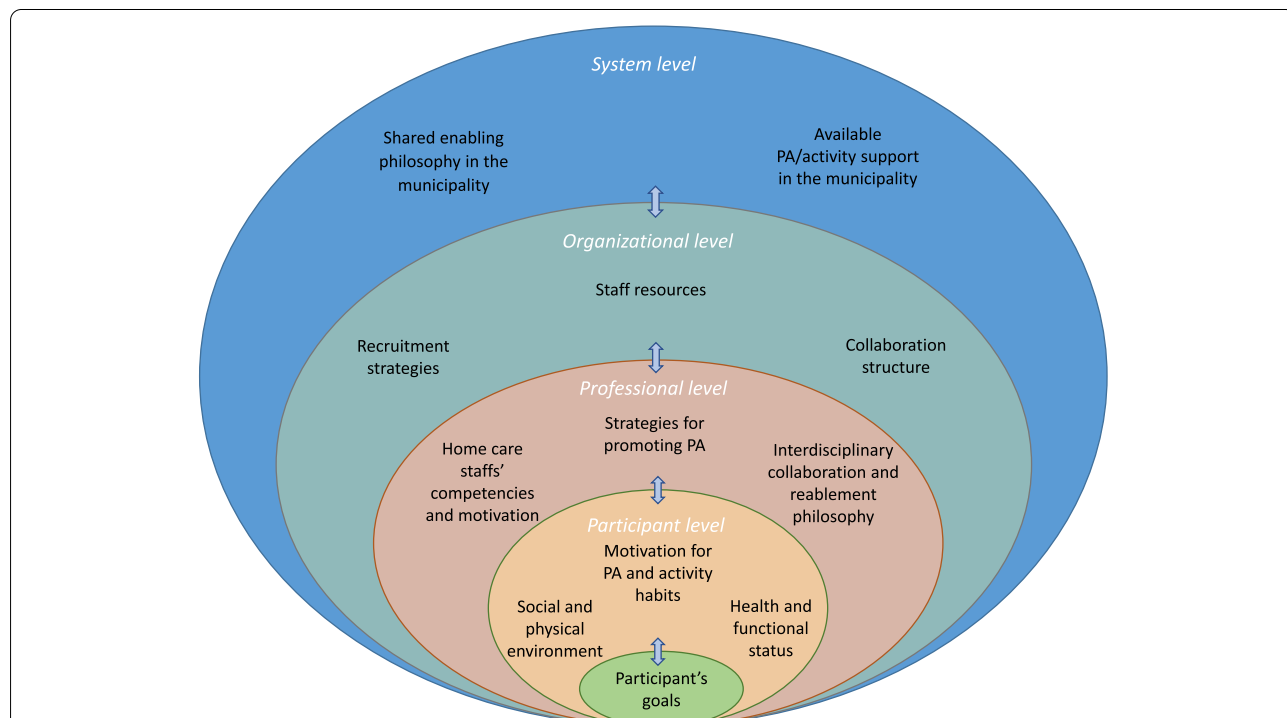 System level
Shared enabling
philosophy in the
municipality
Available
PA/activity support
in the municipality
Organizational level
Staff resources
Recruitment
strategies
Collaboration
structure
Professional level
Strategies for
promoting PA
Home care
staffs’
competencies
and motivation
Interdisciplinary
collaboration and
reablement
philosophy
Participant level
Motivation for
PA and activity
habits
Social and
physical
environment
Health and
functional
status
Participant’s
goals